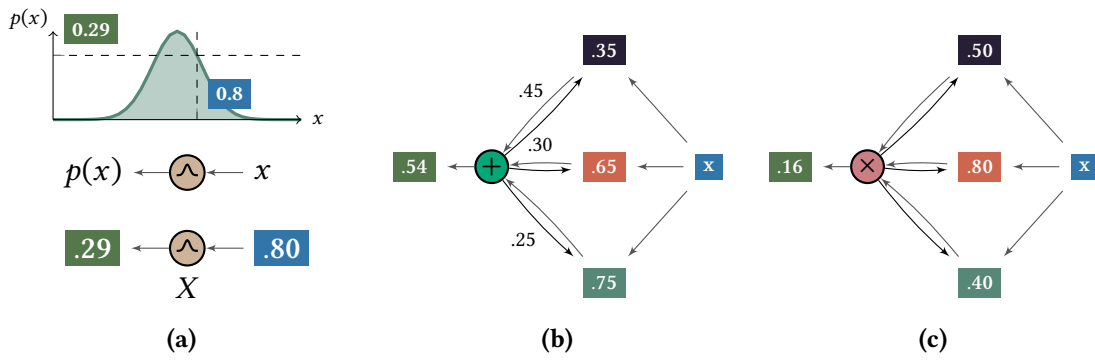 p(x)
0.29
0.8
x
p(x) x
.29 .80
X
(a)
.35
.45
.30
.54 + .65 x
.25
.75
(b)
.50
.16 × .80 x
.40
(c)